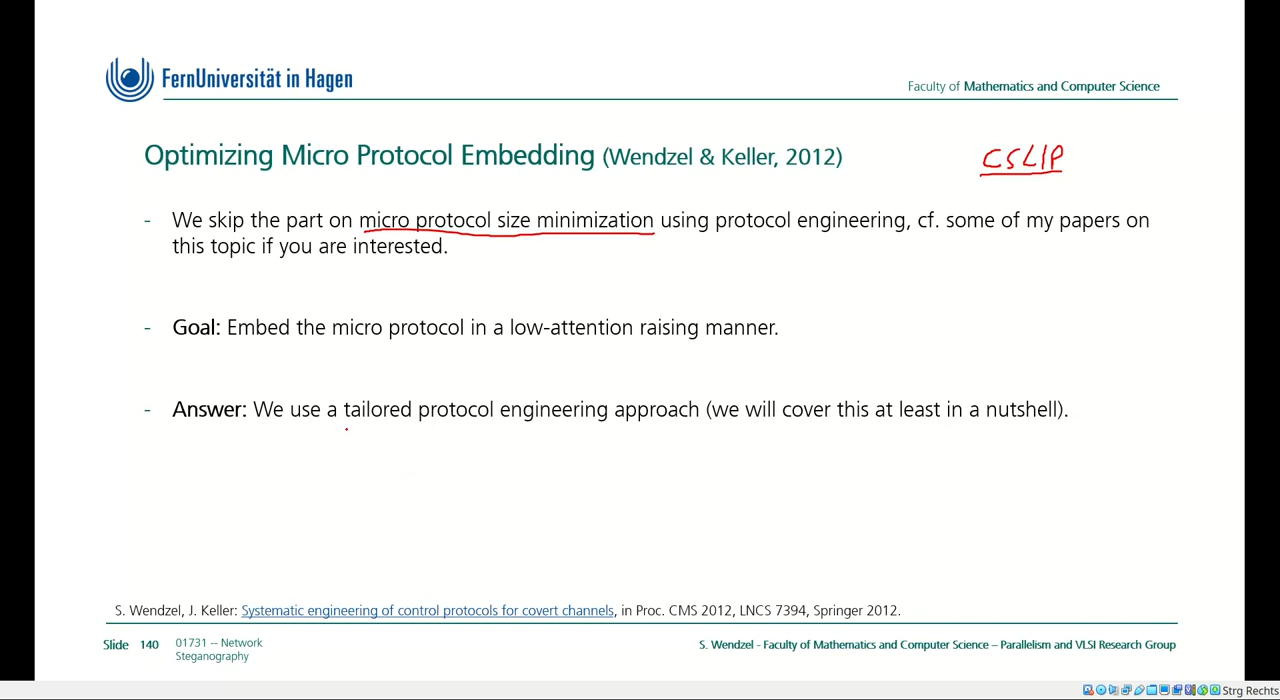 FernUniversität in Hagen
Faculty of Mathematics and Computer Science
Optimizing Micro Protocol Embedding (Wendzel & Keller, 2012)
CSLIP
- We skip the part on micro protocol size minimization using protocol engineering, cf. some of my papers on
this topic if you are interested.
- Goal: Embed the micro protocol in a low-attention raising manner.
- Answer: We use a tailored protocol engineering approach (we will cover this at least in a nutshell).
S. Wendzel, J. Keller: Systematic engineering of control protocols for covert channels, in Proc. CMS 2012, LNCS 7394, Springer 2012.
Slide 140 01731 -- Network
Steganography
S. Wendzel - Faculty of Mathematics and Computer Science – Parallelism and VLSI Research Group
Strg Rechts